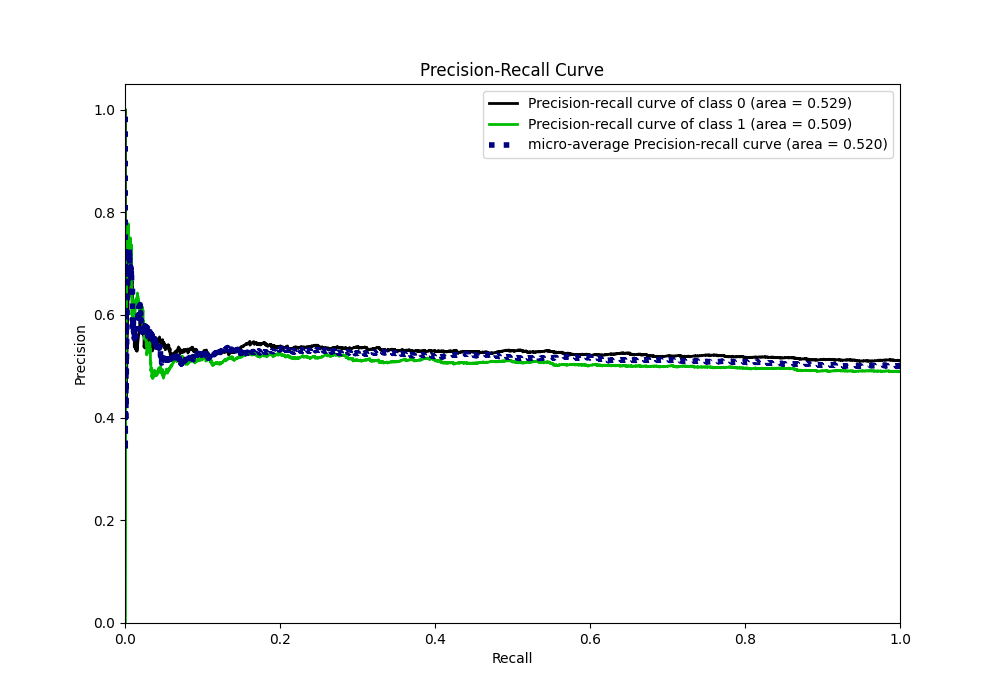 Precision-Recall Curve
Precision-recall curve of class 0 (area = 0.529)
Precision-recall curve of class 1 (area = 0.509)
micro-average Precision-recall curve (area = 0.520)
Precision
1.0
0.8
0.6
0.4
0.2
0.0
0.0 0.2 0.4 0.6 0.8 1.0
Recall